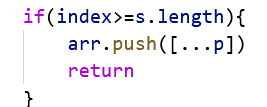 if(index>=s.length){
    arr.push([...p])
    return
}